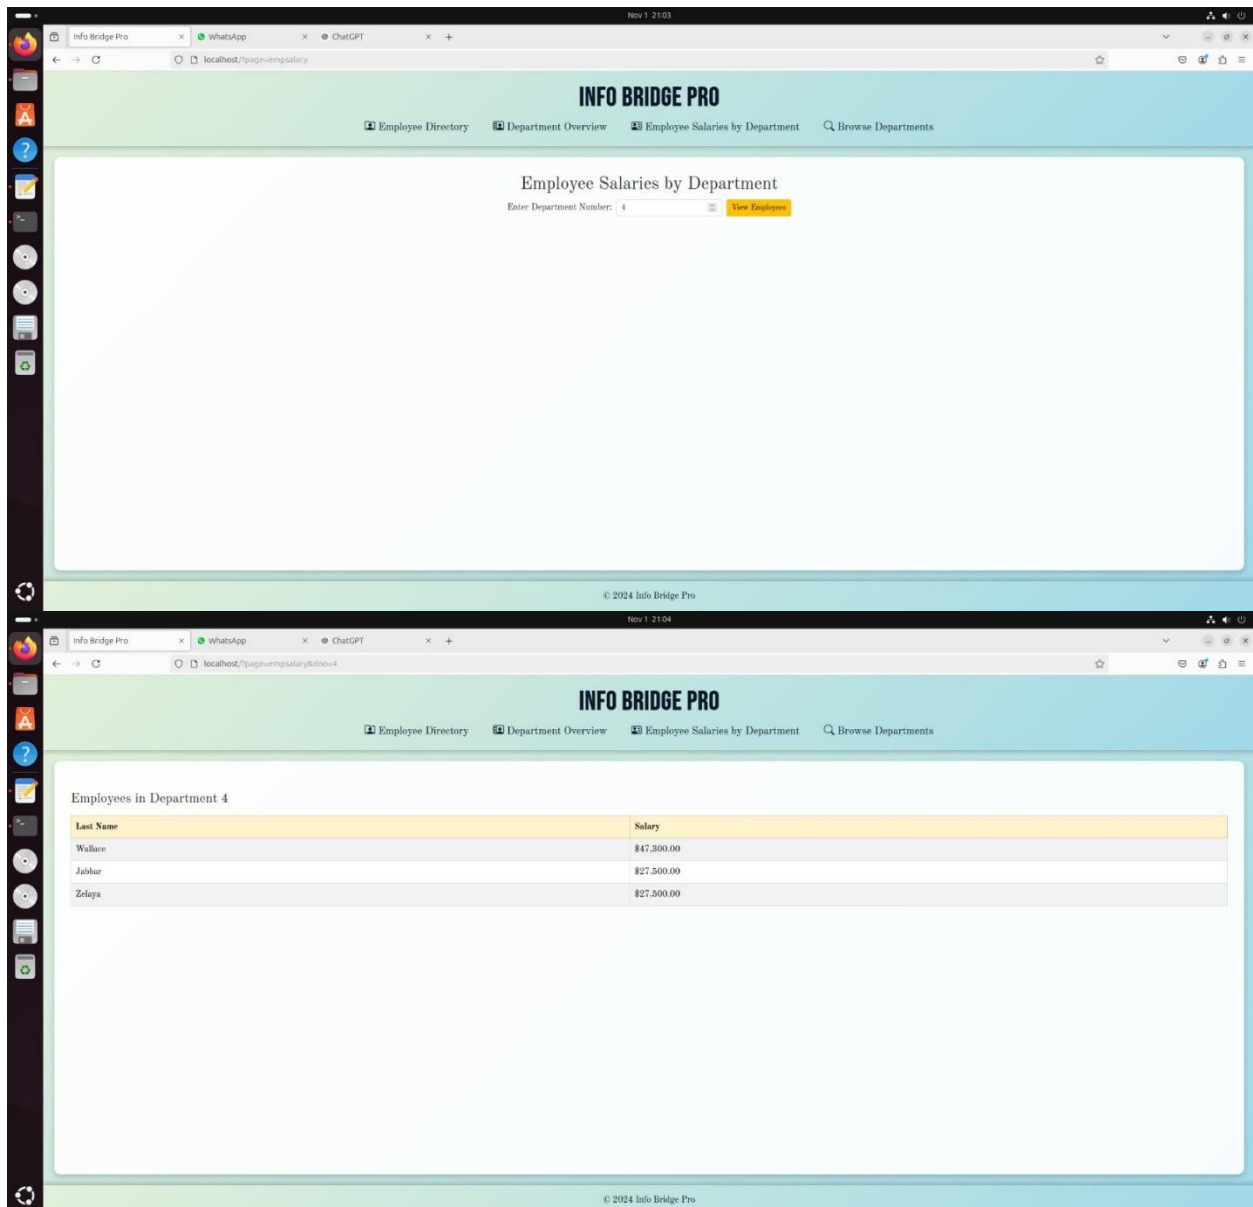 Nov 1 21:03
Info Bridge Pro
WhatsApp
ChatGPT
localhost/?page=empsalary
INFO BRIDGE PRO
Employee Directory Department Overview Employee Salaries by Department Browse Departments
Employee Salaries by Department
Enter Department Number: 4 View Employees
© 2024 Info Bridge Pro
Nov 1 21:04
Info Bridge Pro
WhatsApp
ChatGPT
localhost/?page=empsalary&dno=4
INFO BRIDGE PRO
Employee Directory Department Overview Employee Salaries by Department Browse Departments
Employees in Department 4
Last Name Salary
Wallace $47,300.00
Jabbar $27,500.00
Zelaya $27,500.00
© 2024 Info Bridge Pro